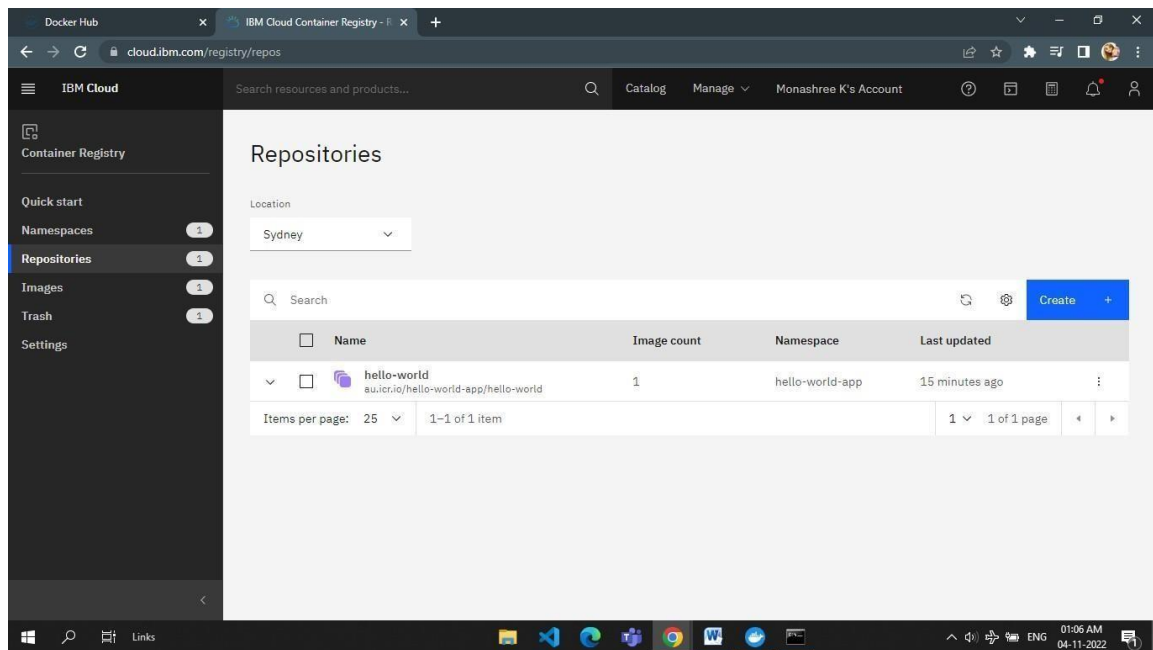 Docker Hub
IBM Cloud Container Registry - R
cloud.ibm.com/registry/repos
IBM Cloud
Search resources and products...
Catalog
Manage
Monashree K's Account
Container Registry
Quick start
Namespaces 1
Repositories 1
Images 1
Trash 1
Settings
Repositories
Location
Sydney
Search
Create +
Name Image count Namespace Last updated
hello-world 1 hello-world-app 15 minutes ago
au.icr.io/hello-world-app/hello-world
Items per page: 25 1–1 of 1 item 1 1 of 1 page
Links
ENG
01:06 AM
04-11-2022